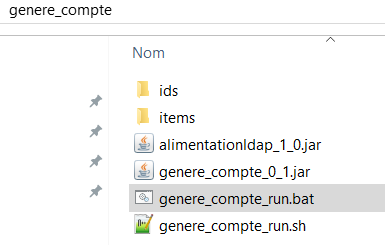 genere_compte
Nom
ids
items
alimentationldap_1_0.jar
genere_compte_0_1.jar
genere_compte_run.bat
genere_compte_run.sh